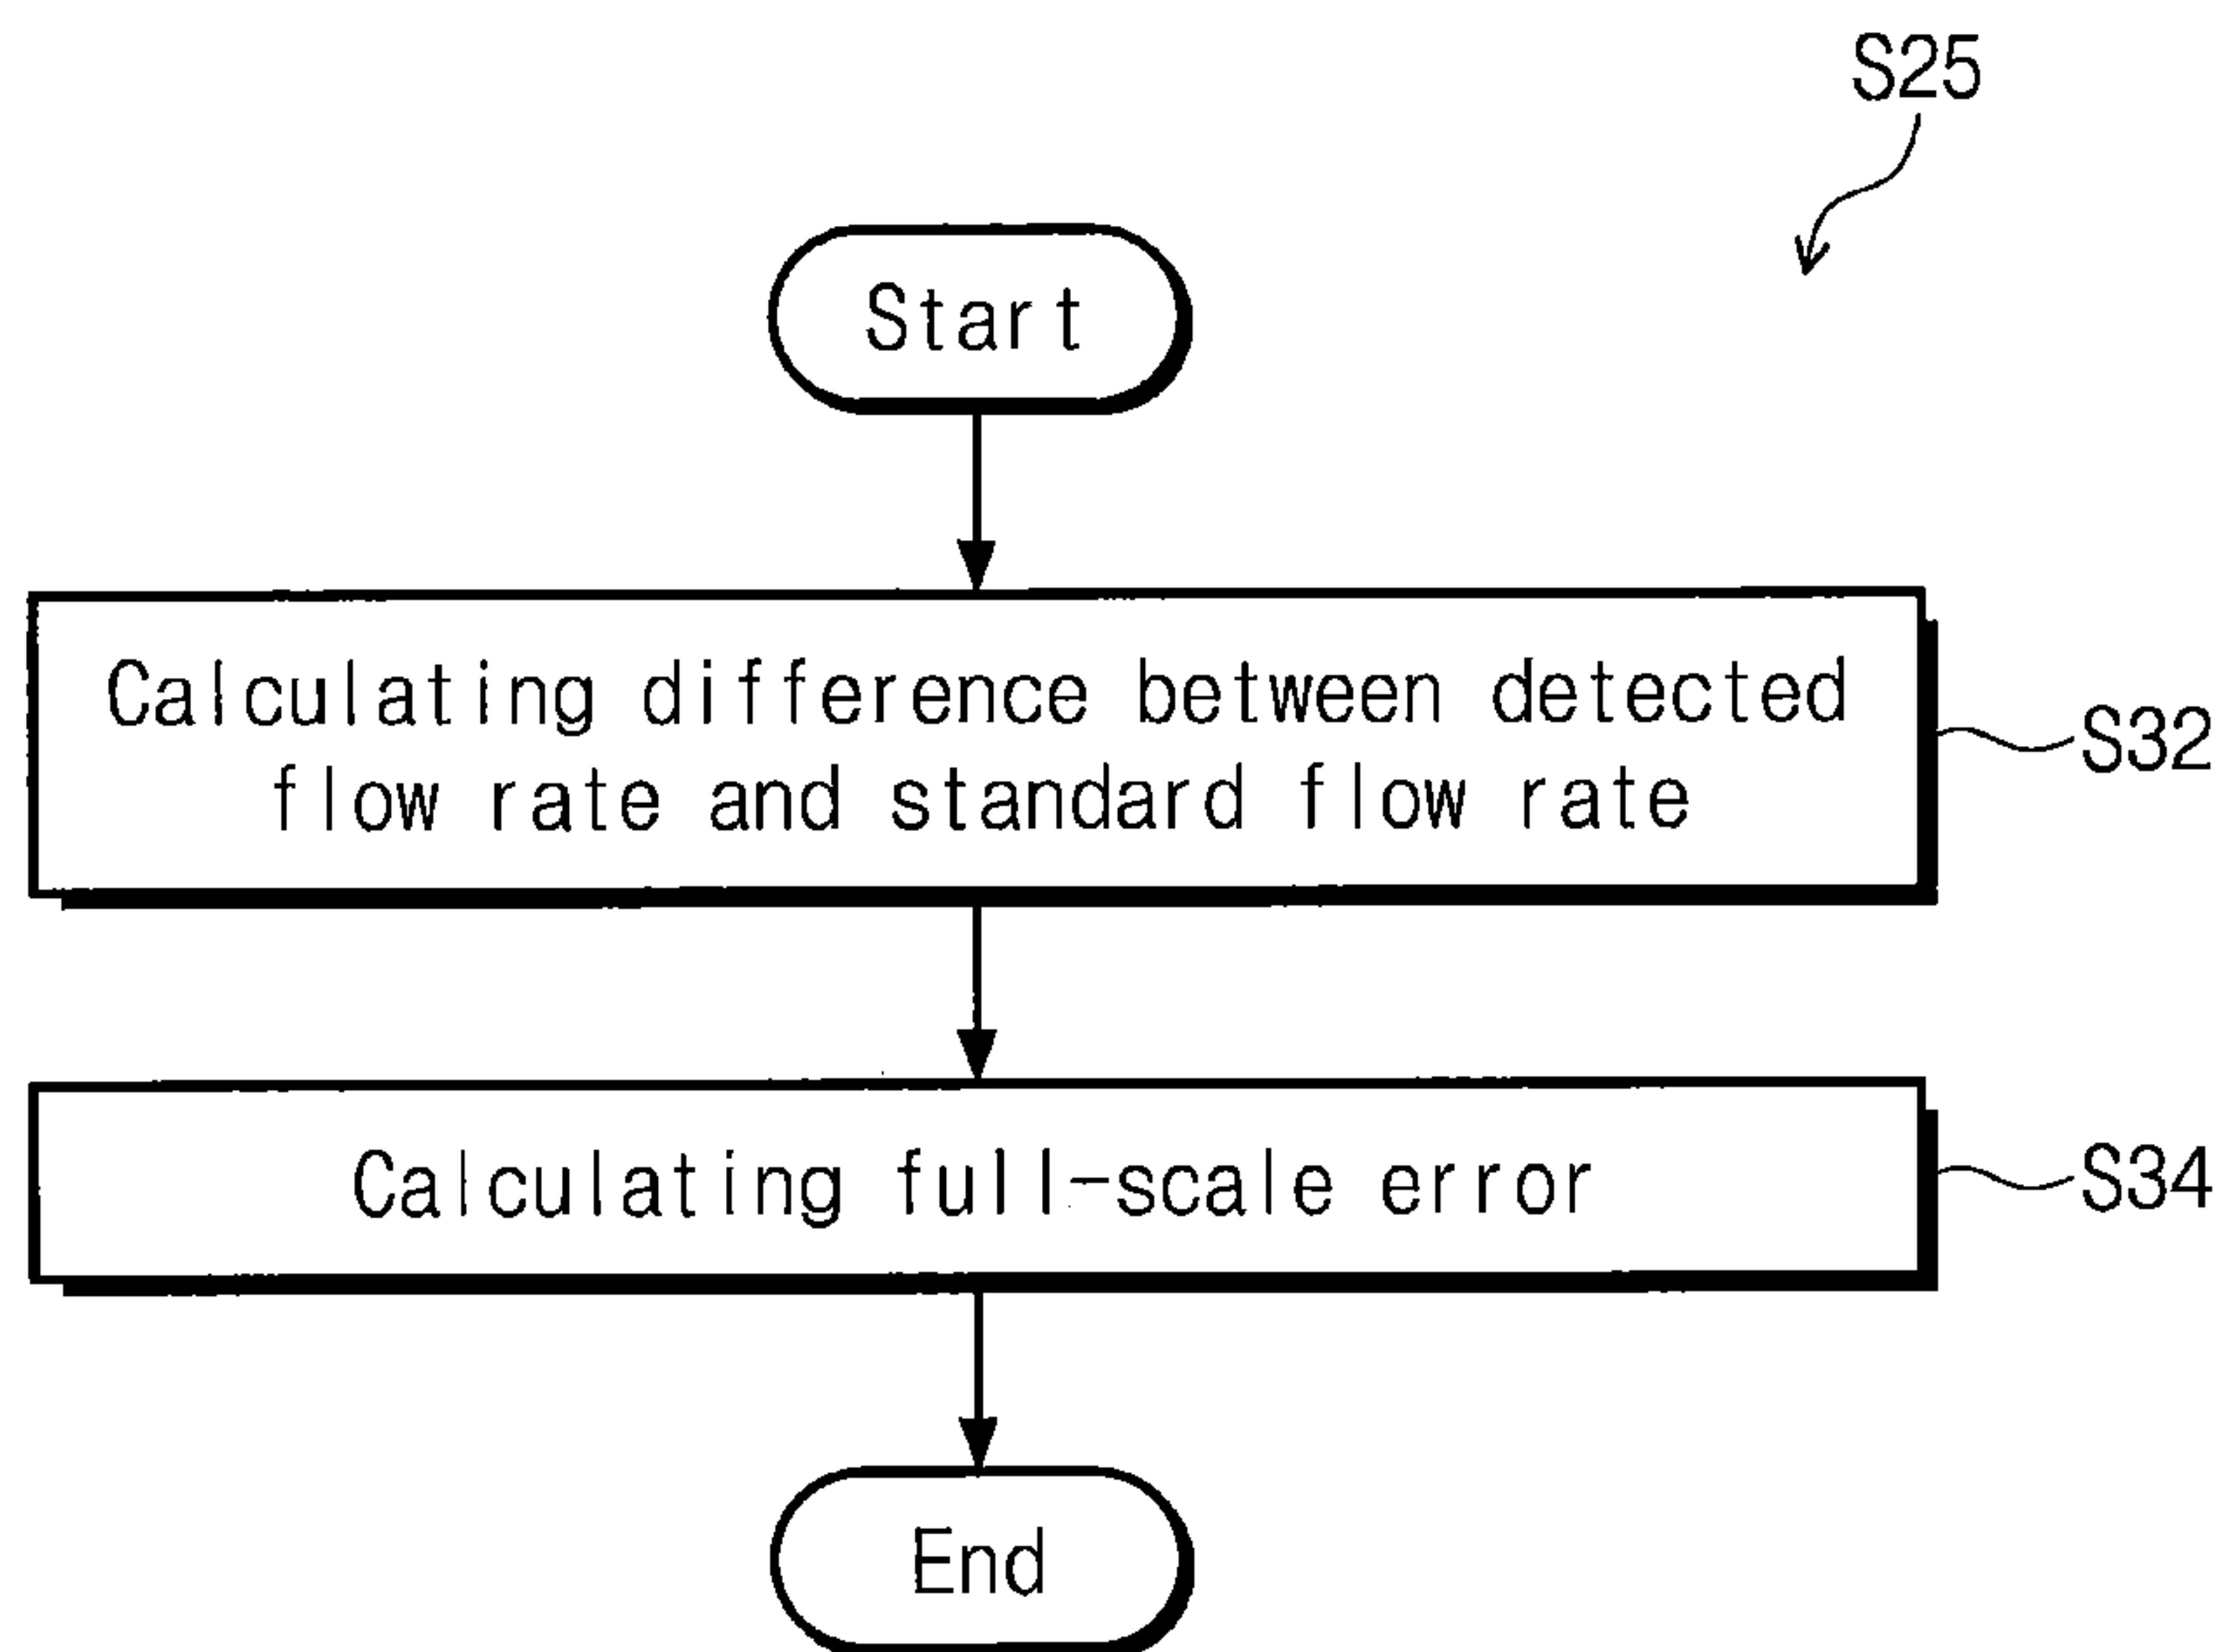 S25
Start
Calculating difference between detected
flow rate and standard flow rate
S32
Calculating full-scale error
S34
End